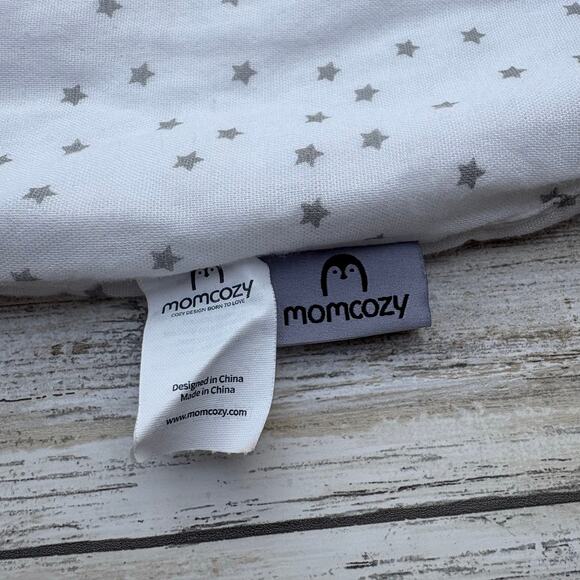 momcozy
COZY DESIGN BORN TO LOVE
Designed in China
Made in China
www.momcozy.com
momcozy